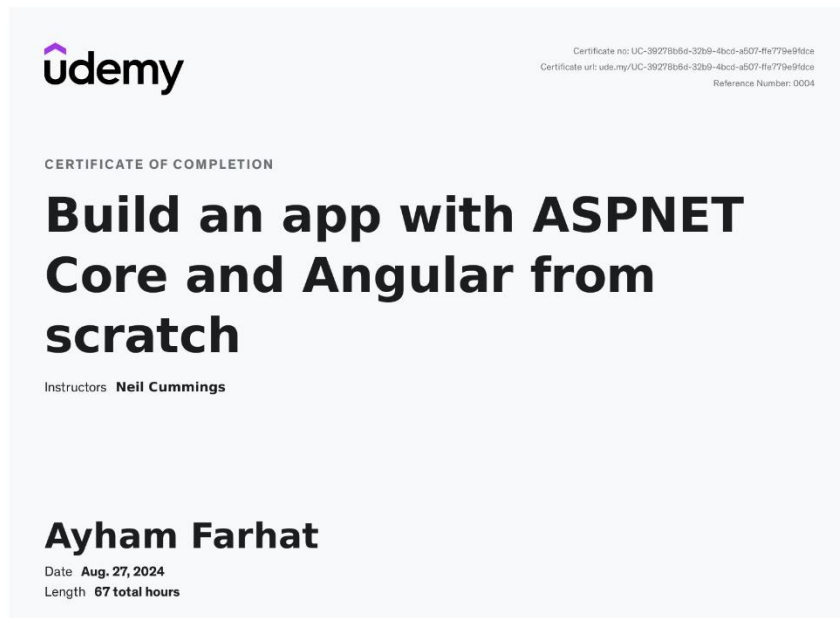 udemy
Certificate no: UC-39278b6d-32b9-4bcd-a507-ffe779e9fdce
Certificate url: ude.my/UC-39278b6d-32b9-4bcd-a507-ffe779e9fdce
Reference Number: 0004
CERTIFICATE OF COMPLETION
Build an app with ASPNET
Core and Angular from
scratch
Instructors Neil Cummings
Ayham Farhat
Date Aug. 27, 2024
Length 67 total hours